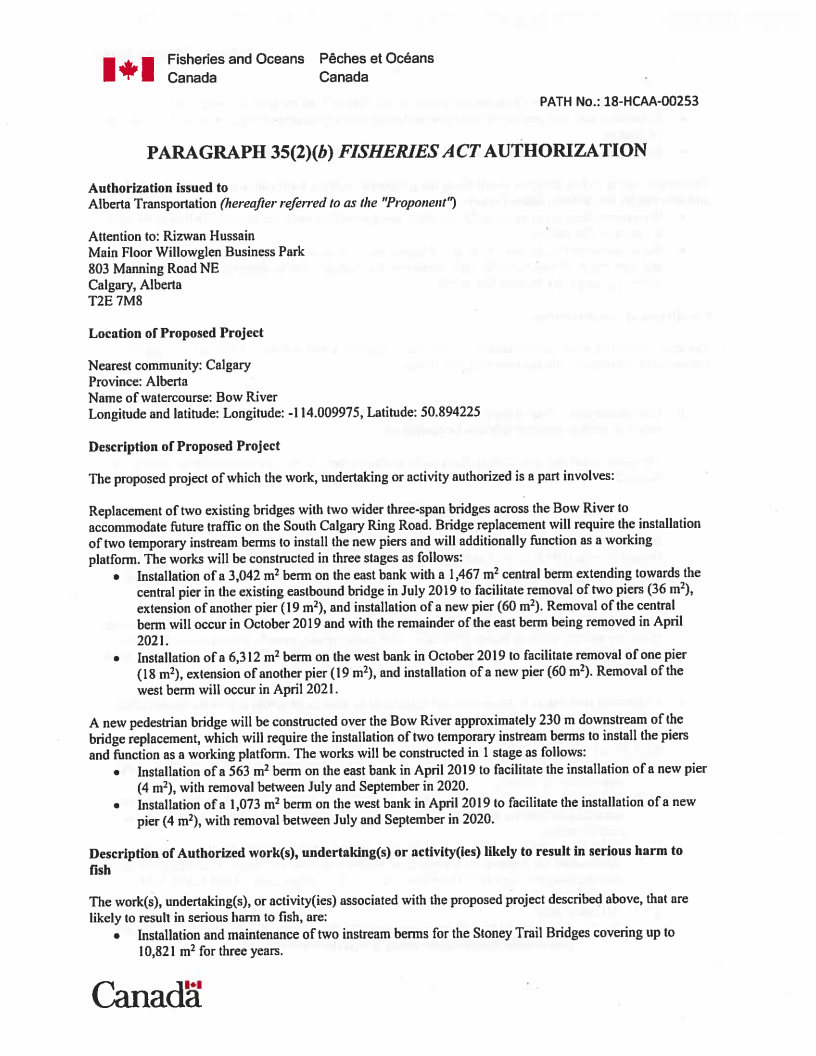 Fisheries and Oceans Pêches et Océans
Canada Canada
PATH No.: 18-HCAA-00253
PARAGRAPH 35(2)(b) FISHERIES ACT AUTHORIZATION
Authorization issued to
Alberta Transportation (hereafter referred to as the "Proponent")
Attention to: Rizwan Hussain
Main Floor Willowglen Business Park
803 Manning Road NE
Calgary, Alberta
T2E 7M8
Location of Proposed Project
Nearest community: Calgary
Province: Alberta
Name of watercourse: Bow River
Longitude and latitude: Longitude: -114.009975, Latitude: 50.894225
Description of Proposed Project
The proposed project of which the work, undertaking or activity authorized is a part involves:
Replacement of two existing bridges with two wider three-span bridges across the Bow River to
accommodate future traffic on the South Calgary Ring Road. Bridge replacement will require the installation
of two temporary instream berms to install the new piers and will additionally function as a working
platform. The works will be constructed in three stages as follows:
• Installation of a 3,042 m² berm on the east bank with a 1,467 m² central berm extending towards the
central pier in the existing eastbound bridge in July 2019 to facilitate removal of two piers (36 m²),
extension of another pier (19 m²), and installation of a new pier (60 m²). Removal of the central
berm will occur in October 2019 and with the remainder of the east berm being removed in April
2021.
• Installation of a 6,312 m² berm on the west bank in October 2019 to facilitate removal of one pier
(18 m²), extension of another pier (19 m²), and installation of a new pier (60 m²). Removal of the
west berm will occur in April 2021.
A new pedestrian bridge will be constructed over the Bow River approximately 230 m downstream of the
bridge replacement, which will require the installation of two temporary instream berms to install the piers
and function as a working platform. The works will be constructed in 1 stage as follows:
• Installation of a 563 m² berm on the east bank in April 2019 to facilitate the installation of a new pier
(4 m²), with removal between July and September in 2020.
• Installation of a 1,073 m² berm on the west bank in April 2019 to facilitate the installation of a new
pier (4 m²), with removal between July and September in 2020.
Description of Authorized work(s), undertaking(s) or activity(ies) likely to result in serious harm to
fish
The work(s), undertaking(s), or activity(ies) associated with the proposed project described above, that are
likely to result in serious harm to fish, are:
• Installation and maintenance of two instream berms for the Stoney Trail Bridges covering up to
10,821 m² for three years.
Canada